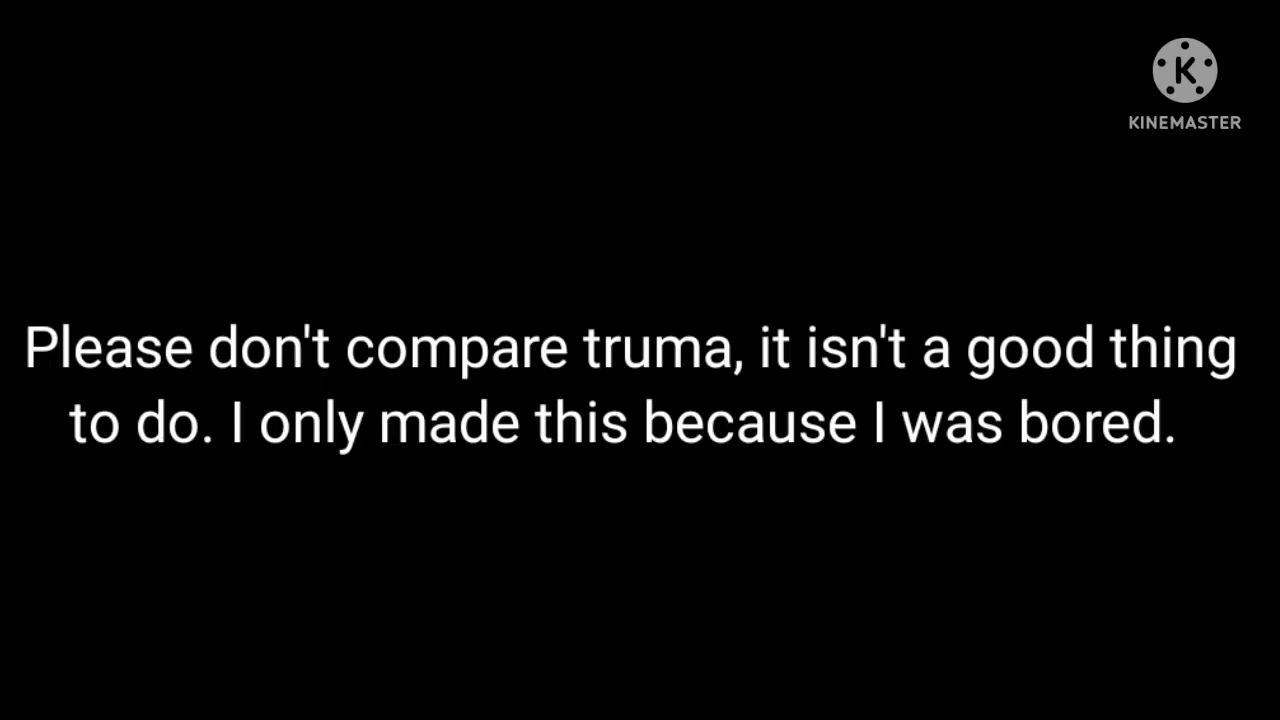 KINEMASTER
Please don't compare truma, it isn't a good thing
to do. I only made this because I was bored.